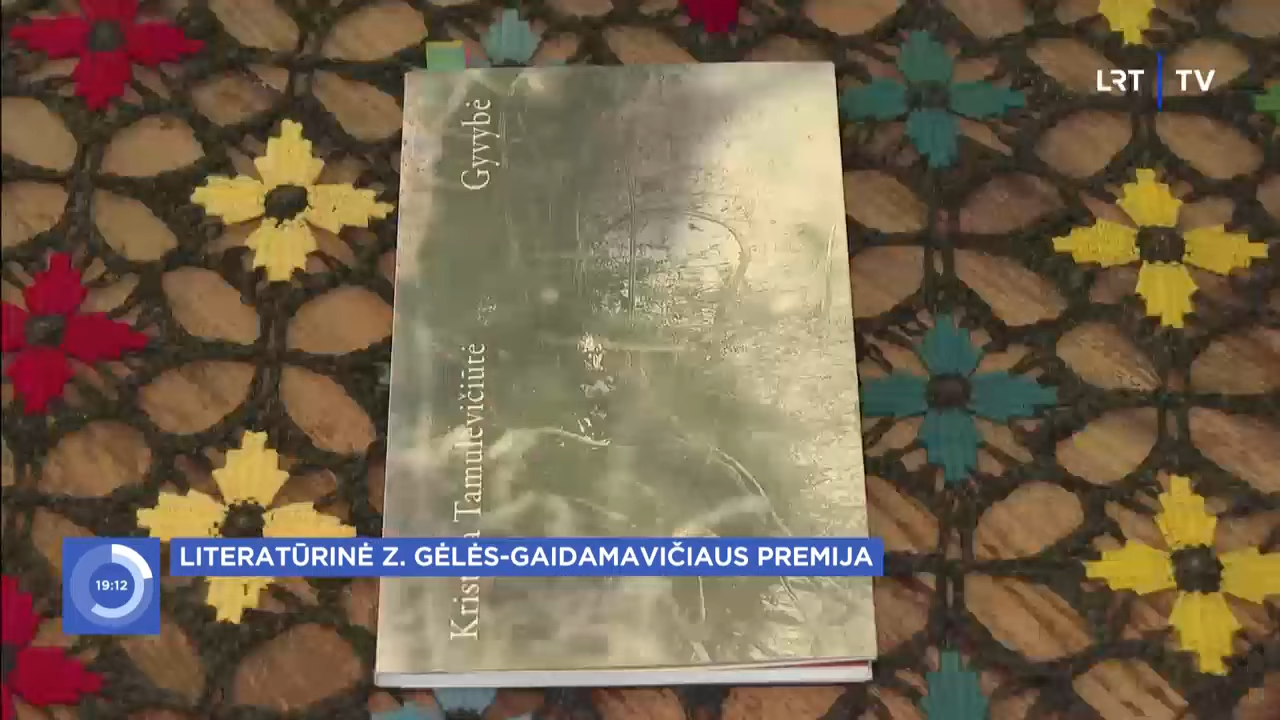 LRT TV
Gyvybė
Tamulevičiūtė
19:12
LITERATŪRINĖ Z. GĖLĖS-GAIDAMAVIČIAUS PREMIJA